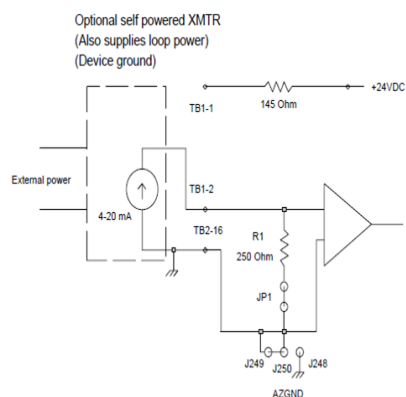 Optional self powered XMTR
(Also supplies loop power)
(Device ground)
+24VDC
TB1-1
145 Ohm
External power
TB1-2
4-20 mA
TB2-16
R1
250 Ohm
JP1
J249
J250
J248
AZGND